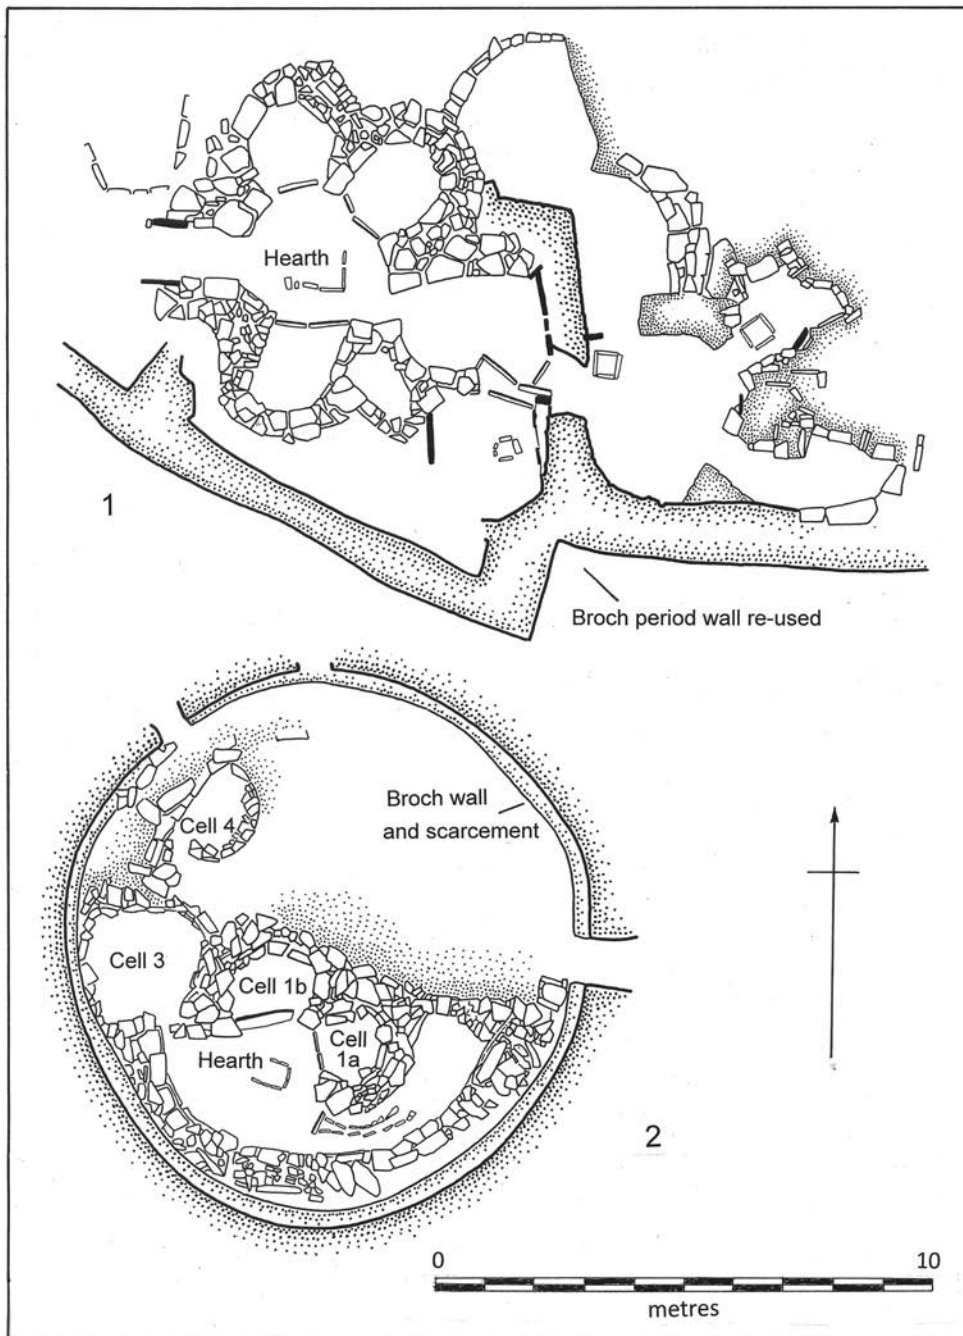 Hearth
1
Broch period wall re-used
Broch wall
and scarcement
Cell 4
Cell 3
Cell 1b
Hearth
Cell
1a
2
0
10
metres